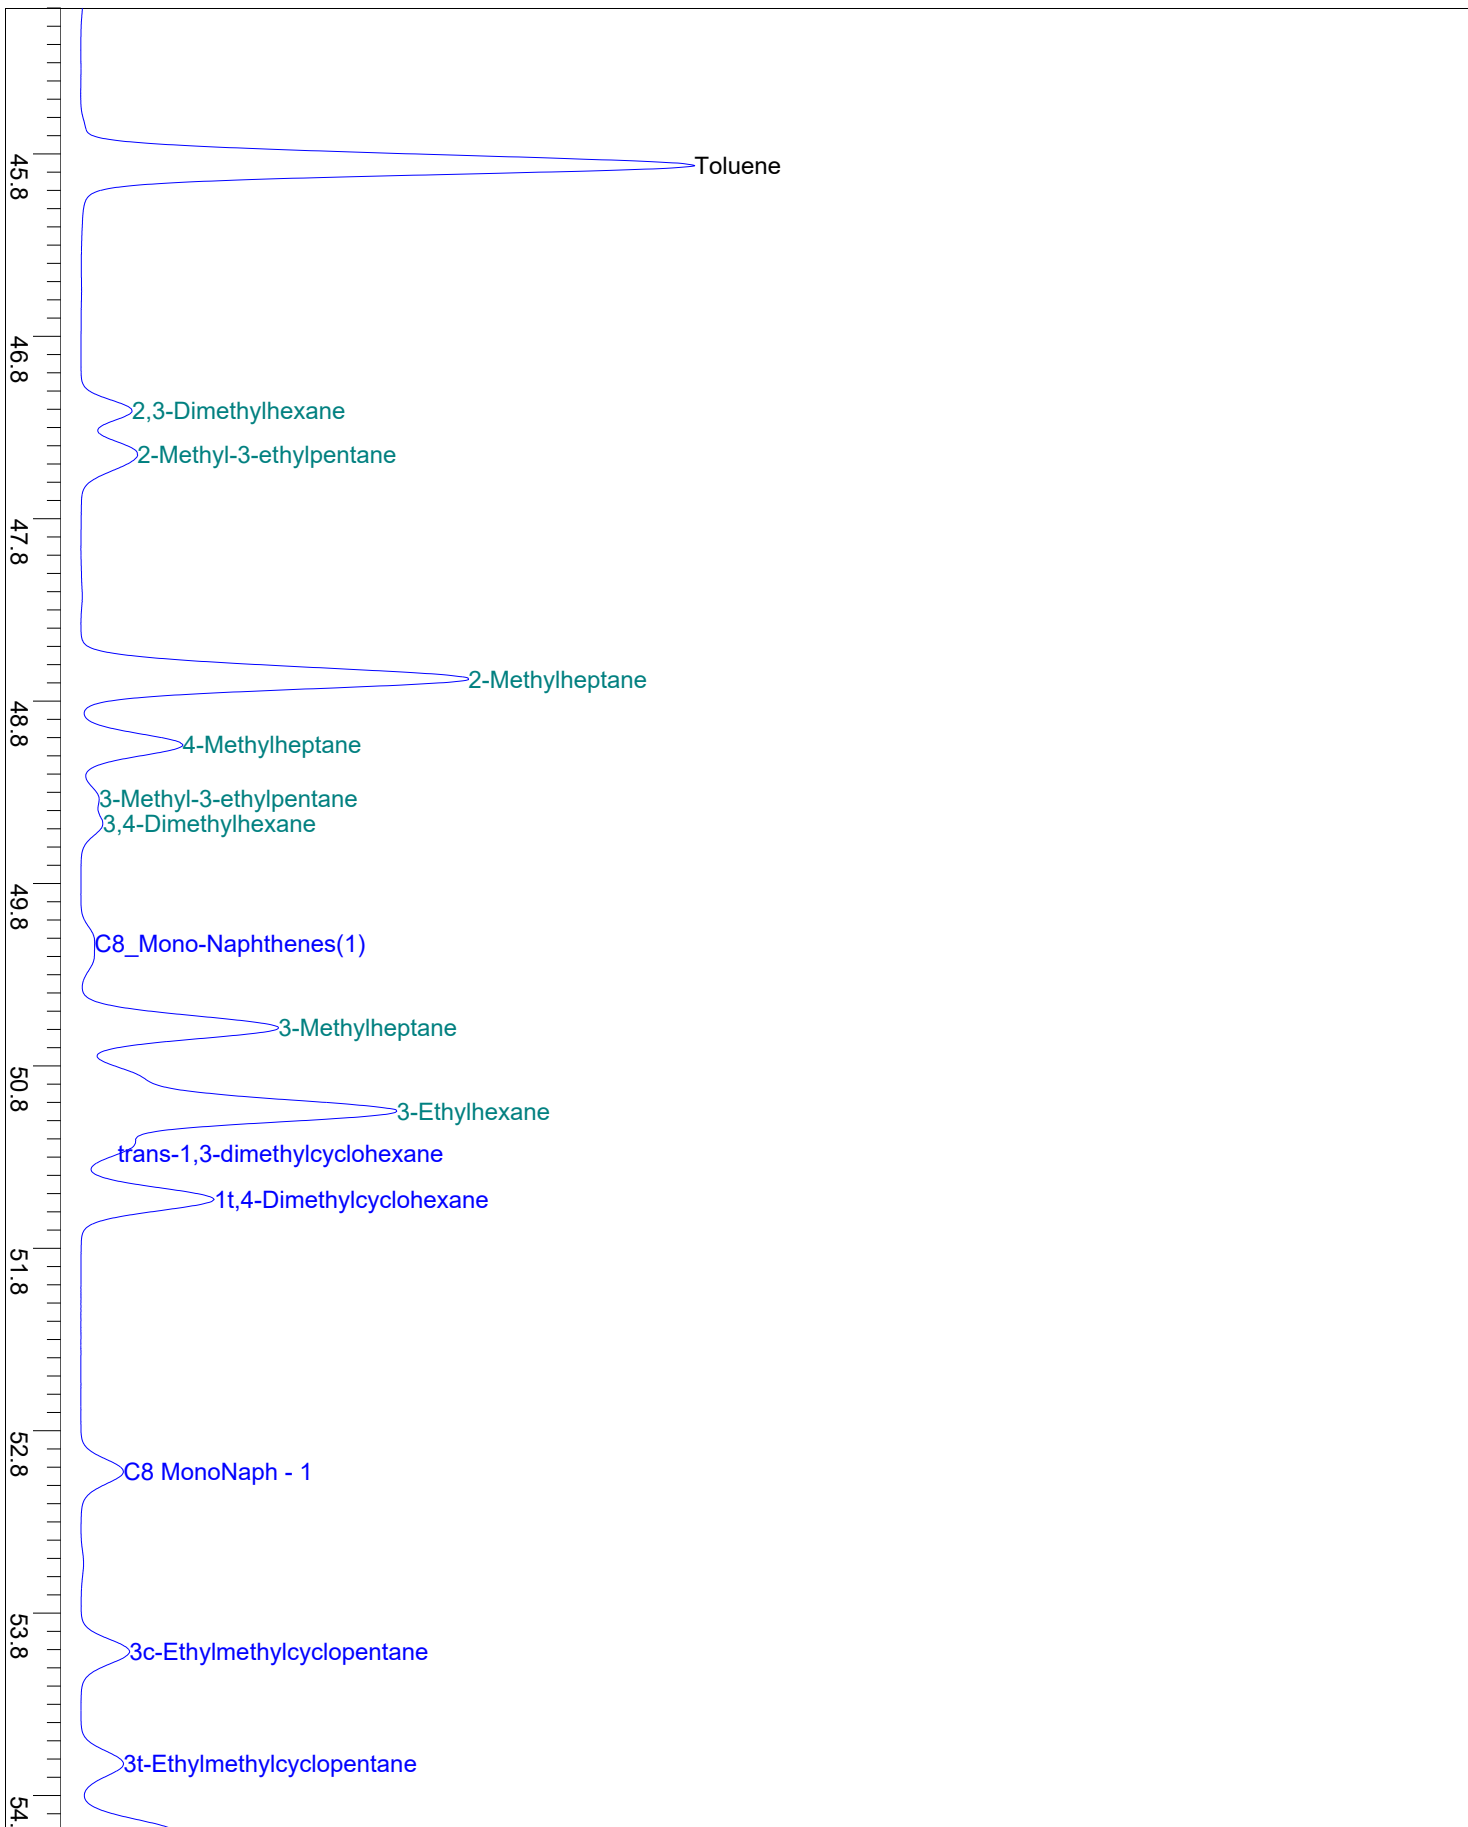 45.8
Toluene
46.8
2,3-Dimethylhexane
2-Methyl-3-ethylpentane
47.8
2-Methylheptane
48.8
4-Methylheptane
3-Methyl-3-ethylpentane
3,4-Dimethylhexane
49.8
C8_Mono-Naphthenes(1)
3-Methylheptane
50.8
3-Ethylhexane
trans-1,3-dimethylcyclohexane
1t,4-Dimethylcyclohexane
51.8
52.8
C8 MonoNaph - 1
53.8
3c-Ethylmethylcyclopentane
3t-Ethylmethylcyclopentane
54.